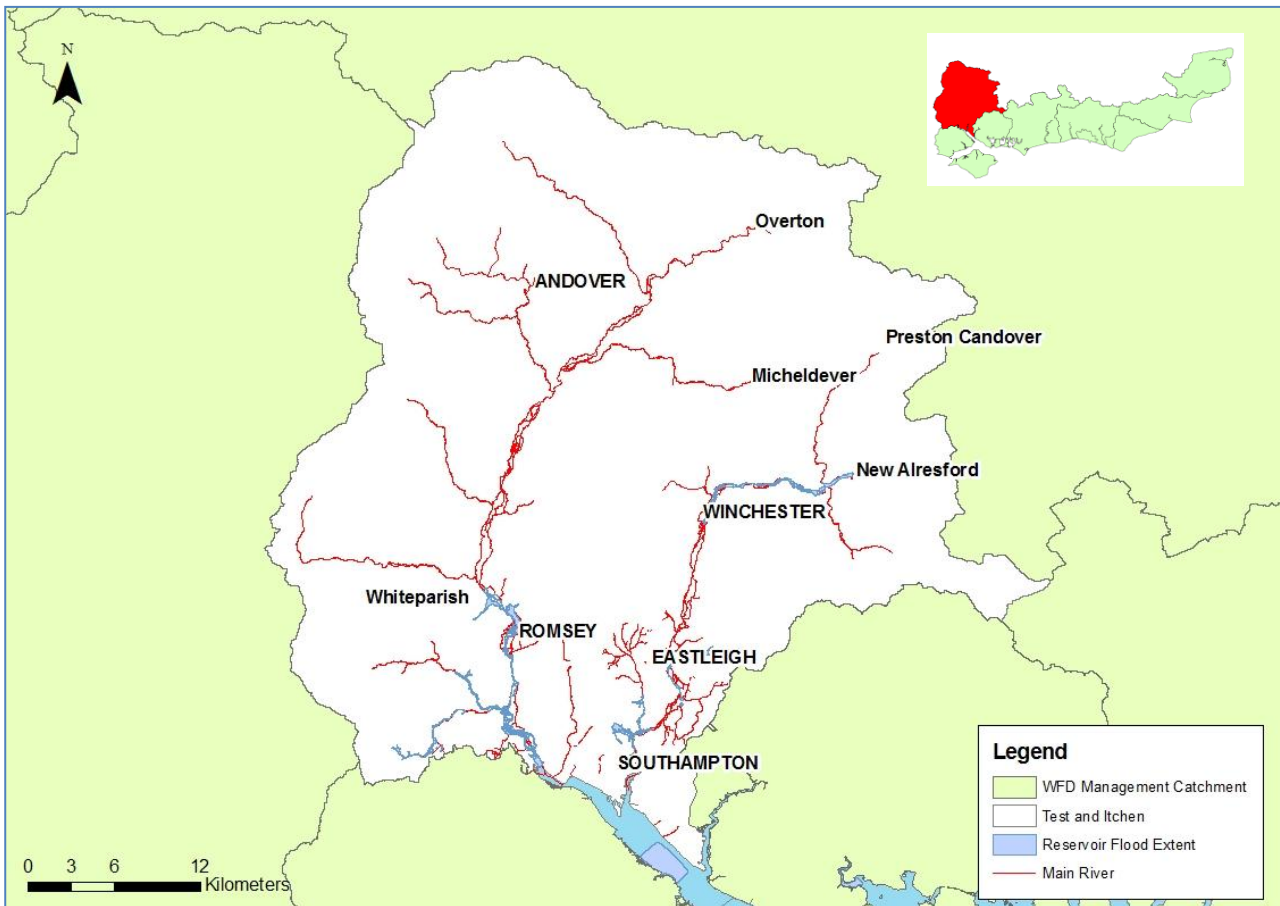 N
Overton
ANDOVER
Preston Candover
Micheldever
New Alresford
WINCHESTER
Whiteparish
ROMSEY
EASTLEIGH
SOUTHAMPTON
Legend
WFD Management Catchment
Test and Itchen
Reservoir Flood Extent
Main River
0 3 6 12
Kilometers